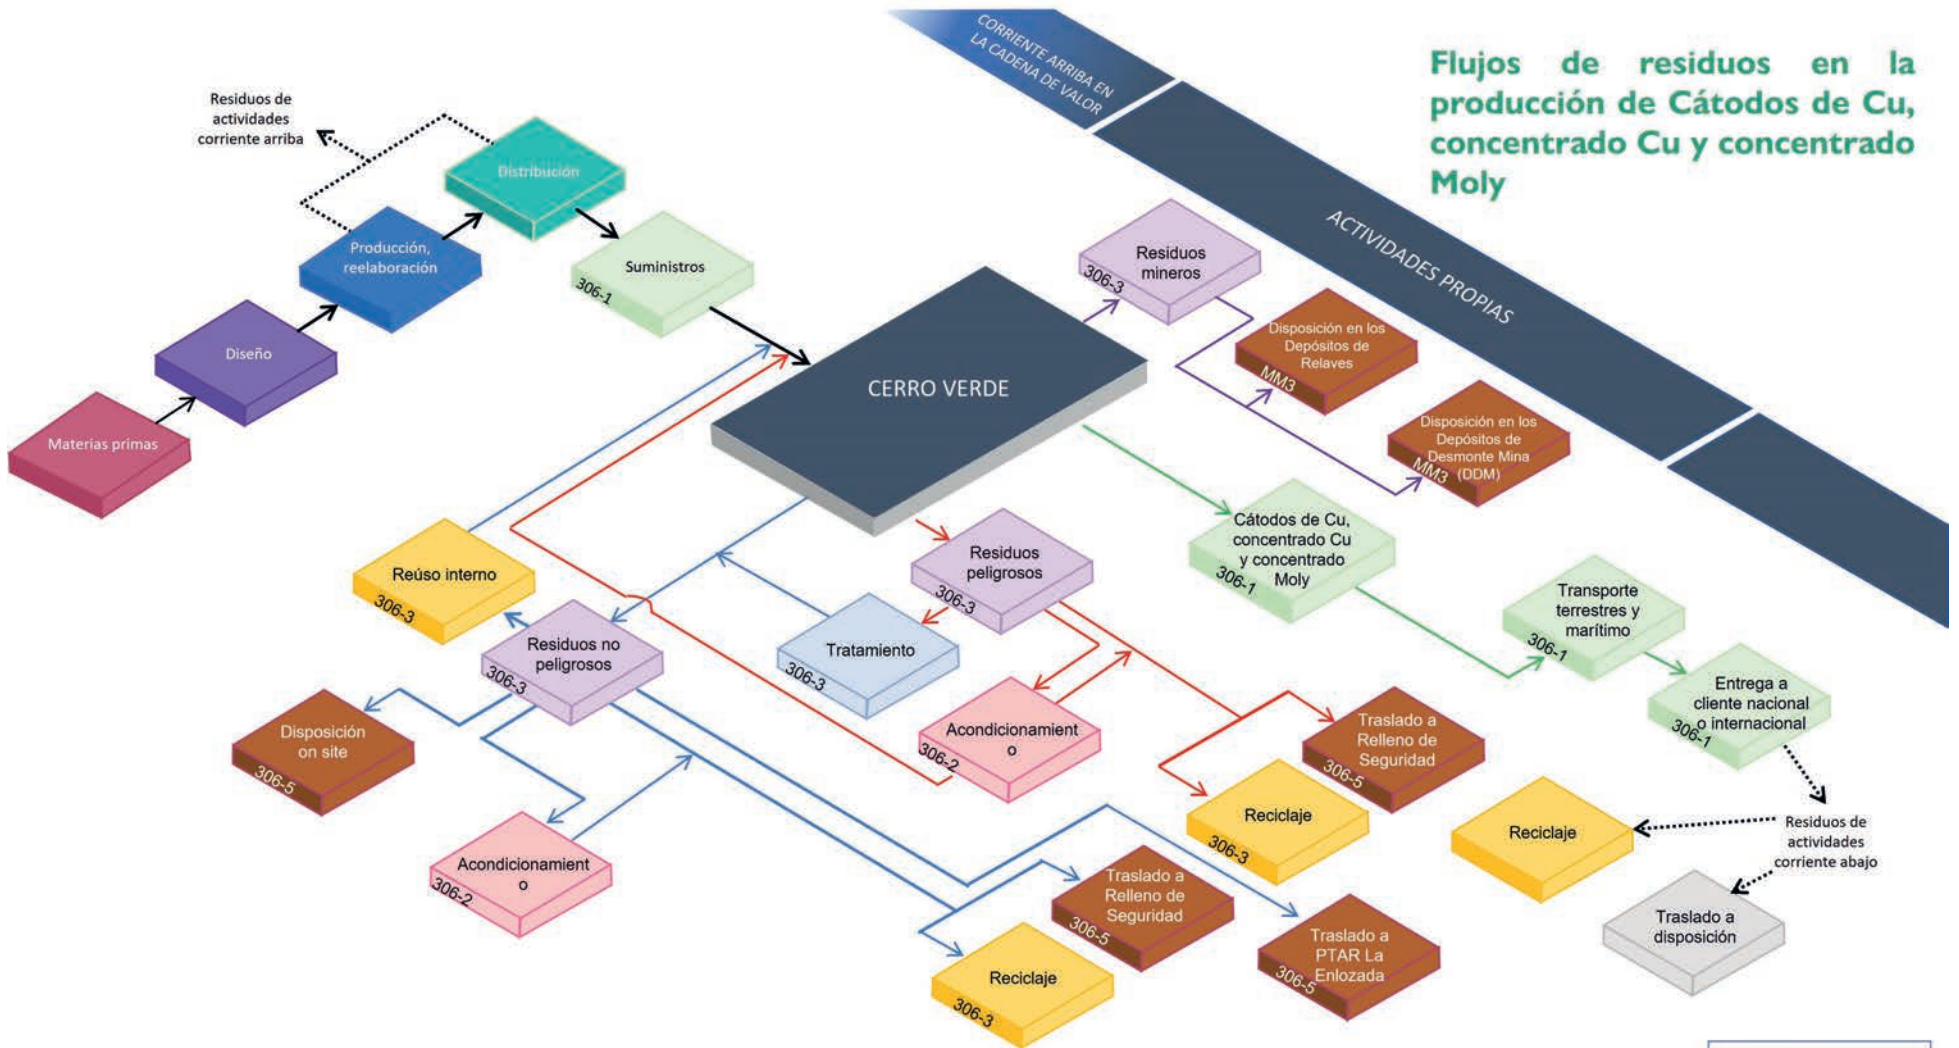 Flujos de residuos en la
producción de Cátodos de Cu,
concentrado Cu y concentrado
Moly
CORRIENTE ARRIBA EN
LA CADENA DE VALOR
ACTIVIDADES PROPIAS
Residuos de
actividades
corriente arriba
Distribución
Producción,
reelaboración
Suministros
306-1
Diseño
Materias primas
CERRO VERDE
Residuos
mineros
306-3
Disposición en los
Depósitos de
Relaves
MM3
Disposición en los
Depósitos de
Desmonte Mina
(DDM)
MM3
Cátodos de Cu,
concentrado Cu
y concentrado
Moly
306-1
Transporte
terrestres y
marítimo
306-1
Entrega a
cliente nacional
o internacional
306-1
Residuos
peligrosos
306-3
Reúso interno
306-3
Residuos no
peligrosos
306-3
Tratamiento
306-3
Disposición
on site
306-5
Acondicionamient
o
306-2
Traslado a
Relleno de
Seguridad
306-5
Reciclaje
306-3
Reciclaje
Residuos de
actividades
corriente abajo
Acondicionamient
o
306-2
Traslado a
Relleno de
Seguridad
306-5
Traslado a
PTAR La
Enlozada
306-5
Traslado a
disposición
Reciclaje
306-3